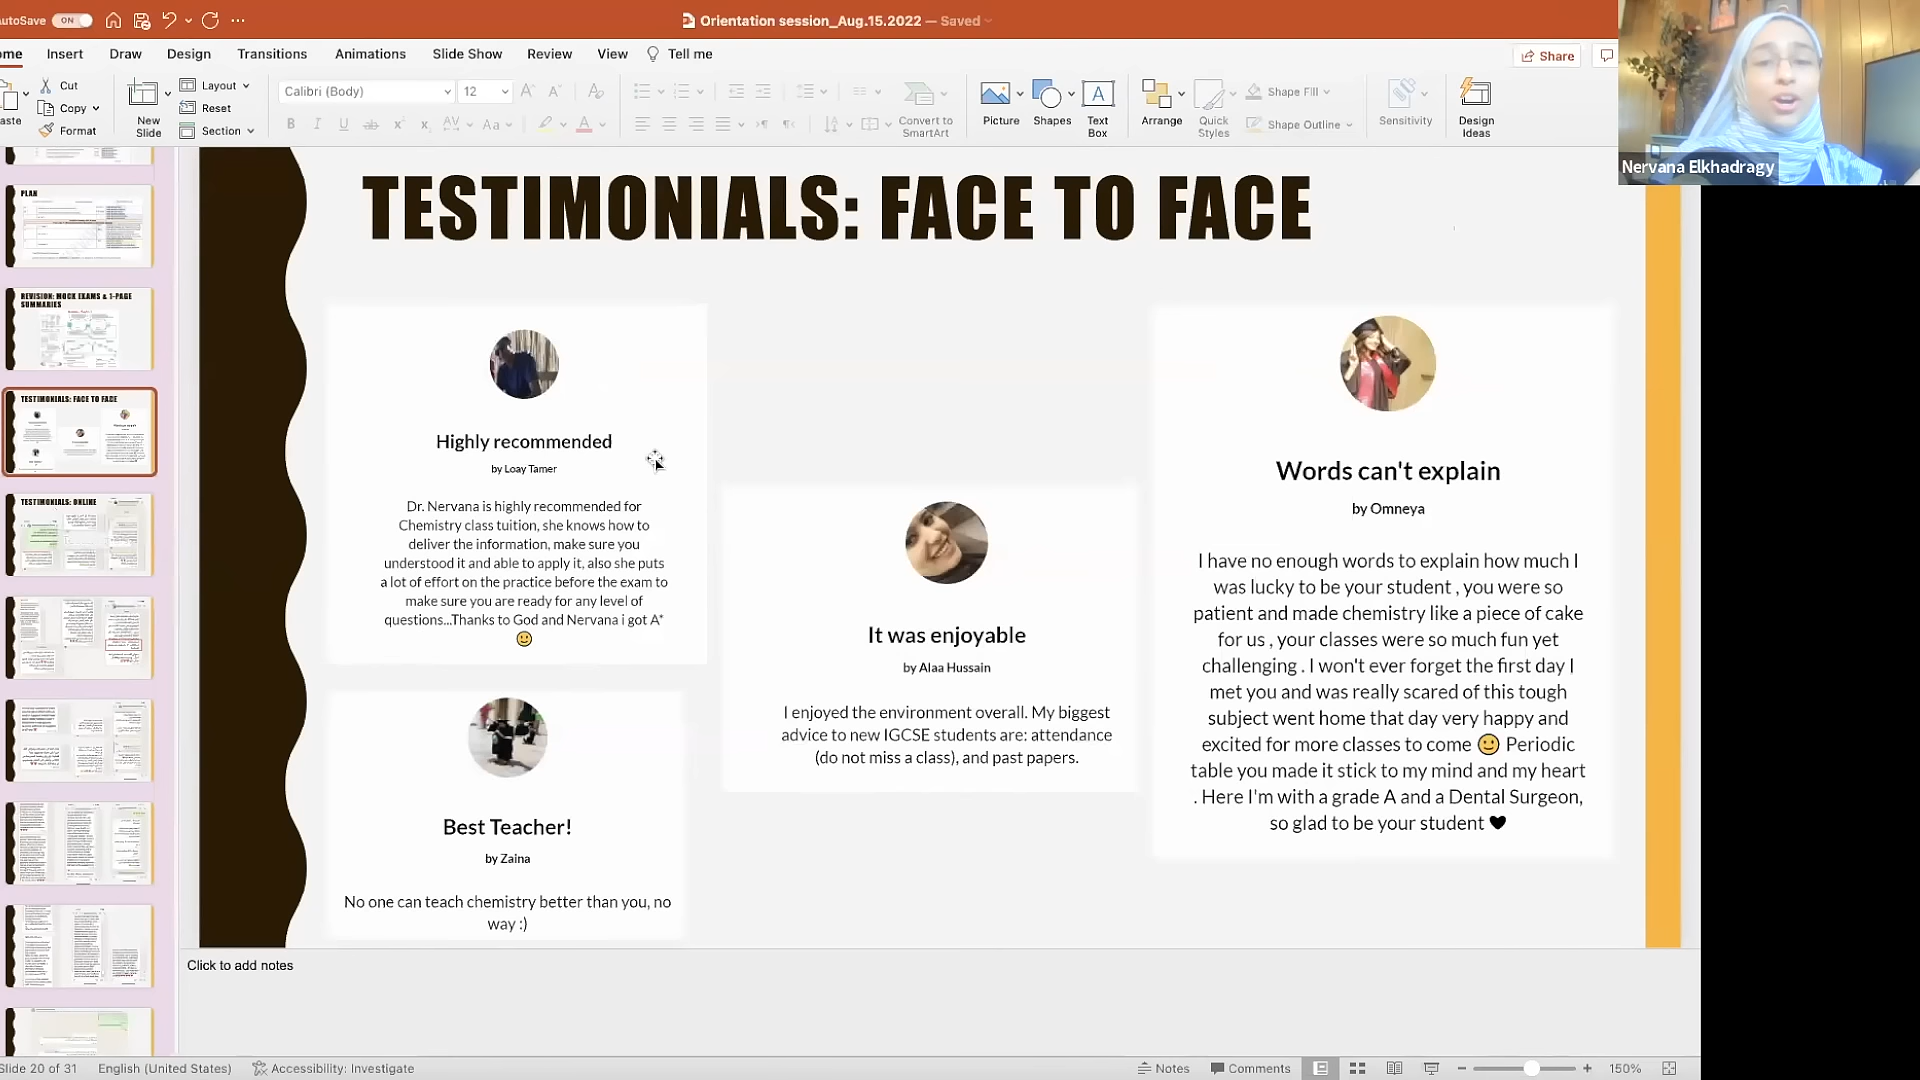 AutoSave ON
Orientation session_Aug.15.2022 — Saved
Home Insert Draw Design Transitions Animations Slide Show Review View Tell me
Share
Paste
Cut
Copy
Format
New
Slide
Layout
Reset
Section
Calibri (Body) 12
Convert to
SmartArt
Picture
Shapes
Text
Box
Arrange
Quick
Styles
Shape Fill
Shape Outline
Sensitivity
Design
Ideas
Nervana Elkhadragy
PLAN
REVISION: MOCK EXAMS & 1-PAGE
SUMMARIES
TESTIMONIALS: FACE TO FACE
TESTIMONIALS: ONLINE
TESTIMONIALS: FACE TO FACE
Highly recommended
by Loay Tamer
Dr. Nervana is highly recommended for
Chemistry class tuition, she knows how to
deliver the information, make sure you
understood it and able to apply it, also she puts
a lot of effort on the practice before the exam to
make sure you are ready for any level of
questions...Thanks to God and Nervana i got A*
🙂
Best Teacher!
by Zaina
No one can teach chemistry better than you, no
way :)
It was enjoyable
by Alaa Hussain
I enjoyed the environment overall. My biggest
advice to new IGCSE students are: attendance
(do not miss a class), and past papers.
Words can't explain
by Omneya
I have no enough words to explain how much I
was lucky to be your student , you were so
patient and made chemistry like a piece of cake
for us , your classes were so much fun yet
challenging . I won't ever forget the first day I
met you and was really scared of this tough
subject went home that day very happy and
excited for more classes to come 🙂 Periodic
table you made it stick to my mind and my heart
. Here I'm with a grade A and a Dental Surgeon,
so glad to be your student ♥
Click to add notes
Slide 20 of 31 English (United States) Accessibility: Investigate Notes Comments 150%